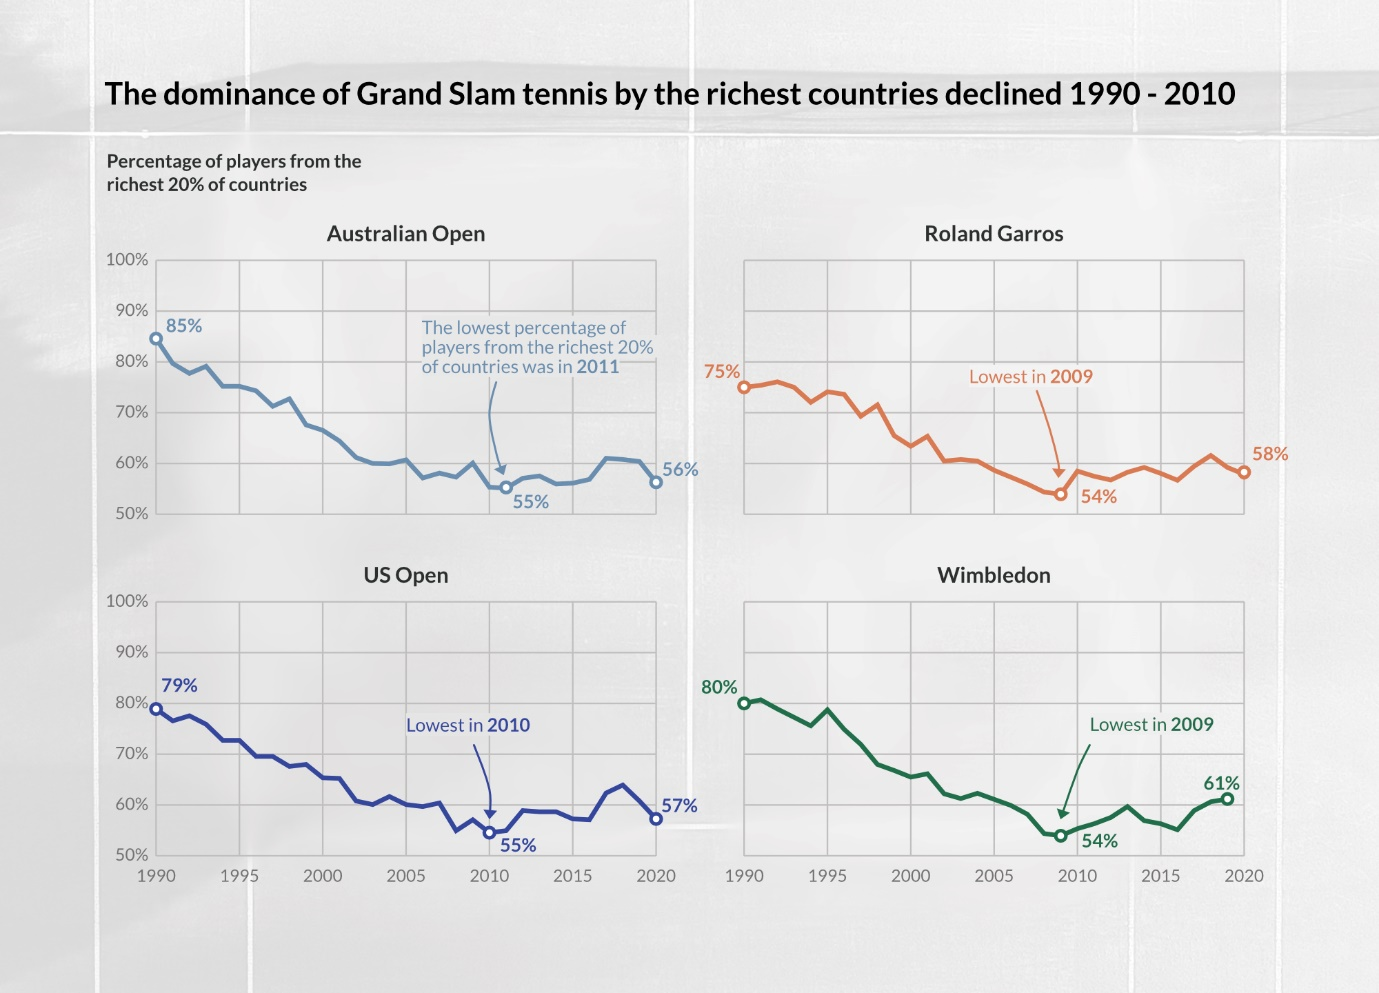 The dominance of Grand Slam tennis by the richest countries declined 1990 - 2010
Percentage of players from the
richest 20% of countries
Australian Open
100%
90%
80%
70%
60%
50%
85%
The lowest percentage of
players from the richest 20%
of countries was in 2011
55%
56%
Roland Garros
75%
Lowest in 2009
54%
58%
US Open
100%
90%
80%
70%
60%
50%
79%
Lowest in 2010
55%
57%
1990 1995 2000 2005 2010 2015 2020
Wimbledon
80%
Lowest in 2009
54%
61%
1990 1995 2000 2005 2010 2015 2020